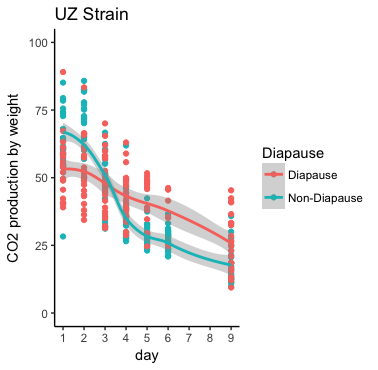 UZ Strain
100
75
50
25
0
CO2 production by weight
1 2 3 4 5 6 7 8 9
day
Diapause
Diapause
Non-Diapause